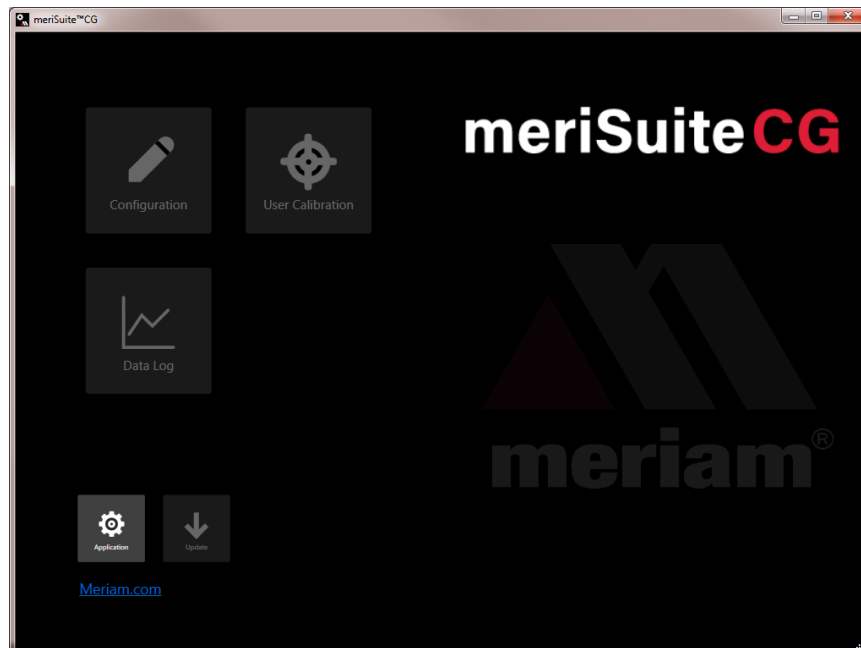 meriSuite™CG
meriSuite CG
Configuration
User Calibration
Data Log
meriam®
Application
Update
Meriam.com